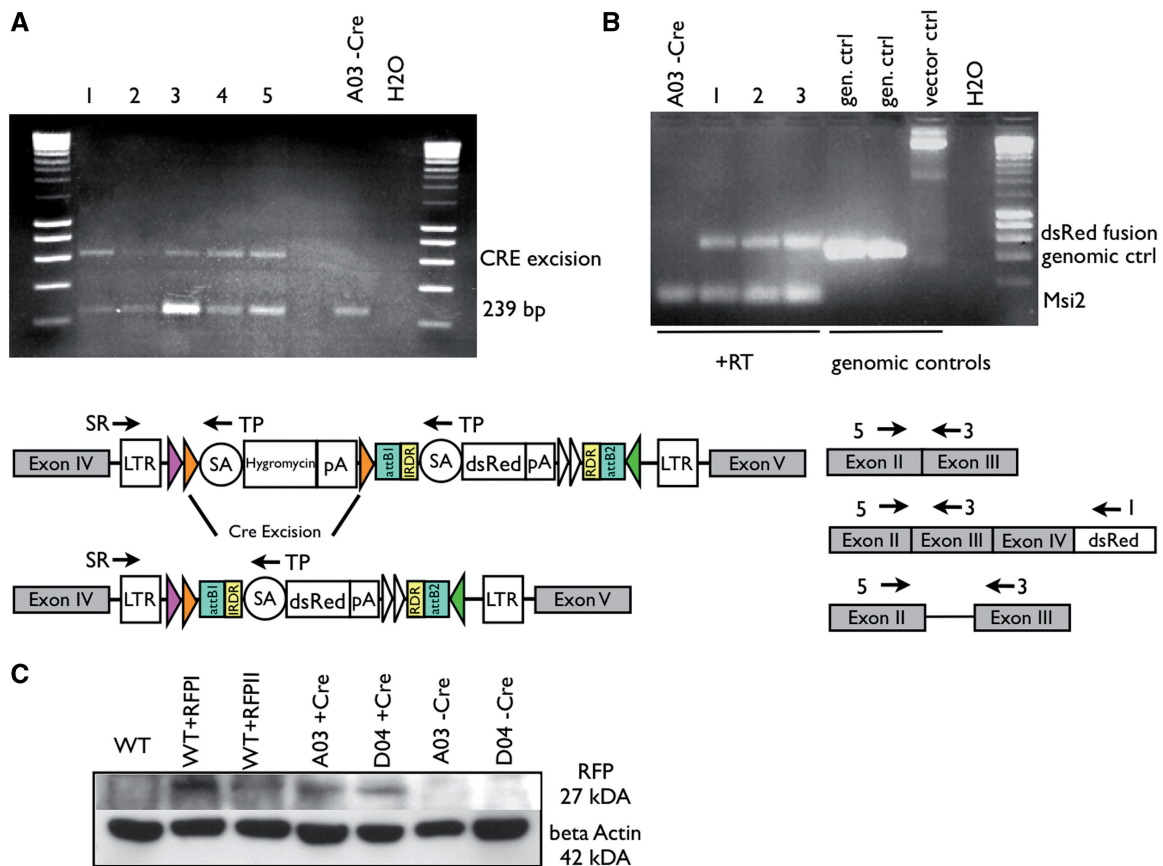 A
1 2 3 4 5 A03 -Cre H2O
CRE excision
239 bp
B
A03 -Cre 1 2 3 gen. ctrl gen. ctrl vector ctrl H2O
dsRed fusion
genomic ctrl
Msi2
+RT genomic controls
SR TP TP
Exon IV LTR SA Hygromicin pA attB1 IRDR SA dsRed pA RDR attB2 LTR Exon V
Cre Excision
SR TP
Exon IV LTR attB1 IRDR SA dsRed pA RDR attB2 LTR Exon V
5 3
Exon II Exon III
5 3 1
Exon II Exon III Exon IV dsRed
5 3
Exon II Exon III
C
WT WT+RFPI WT+RFPII A03 +Cre D04 +Cre A03 -Cre D04 -Cre
RFP
27 kDA
beta Actin
42 kDA